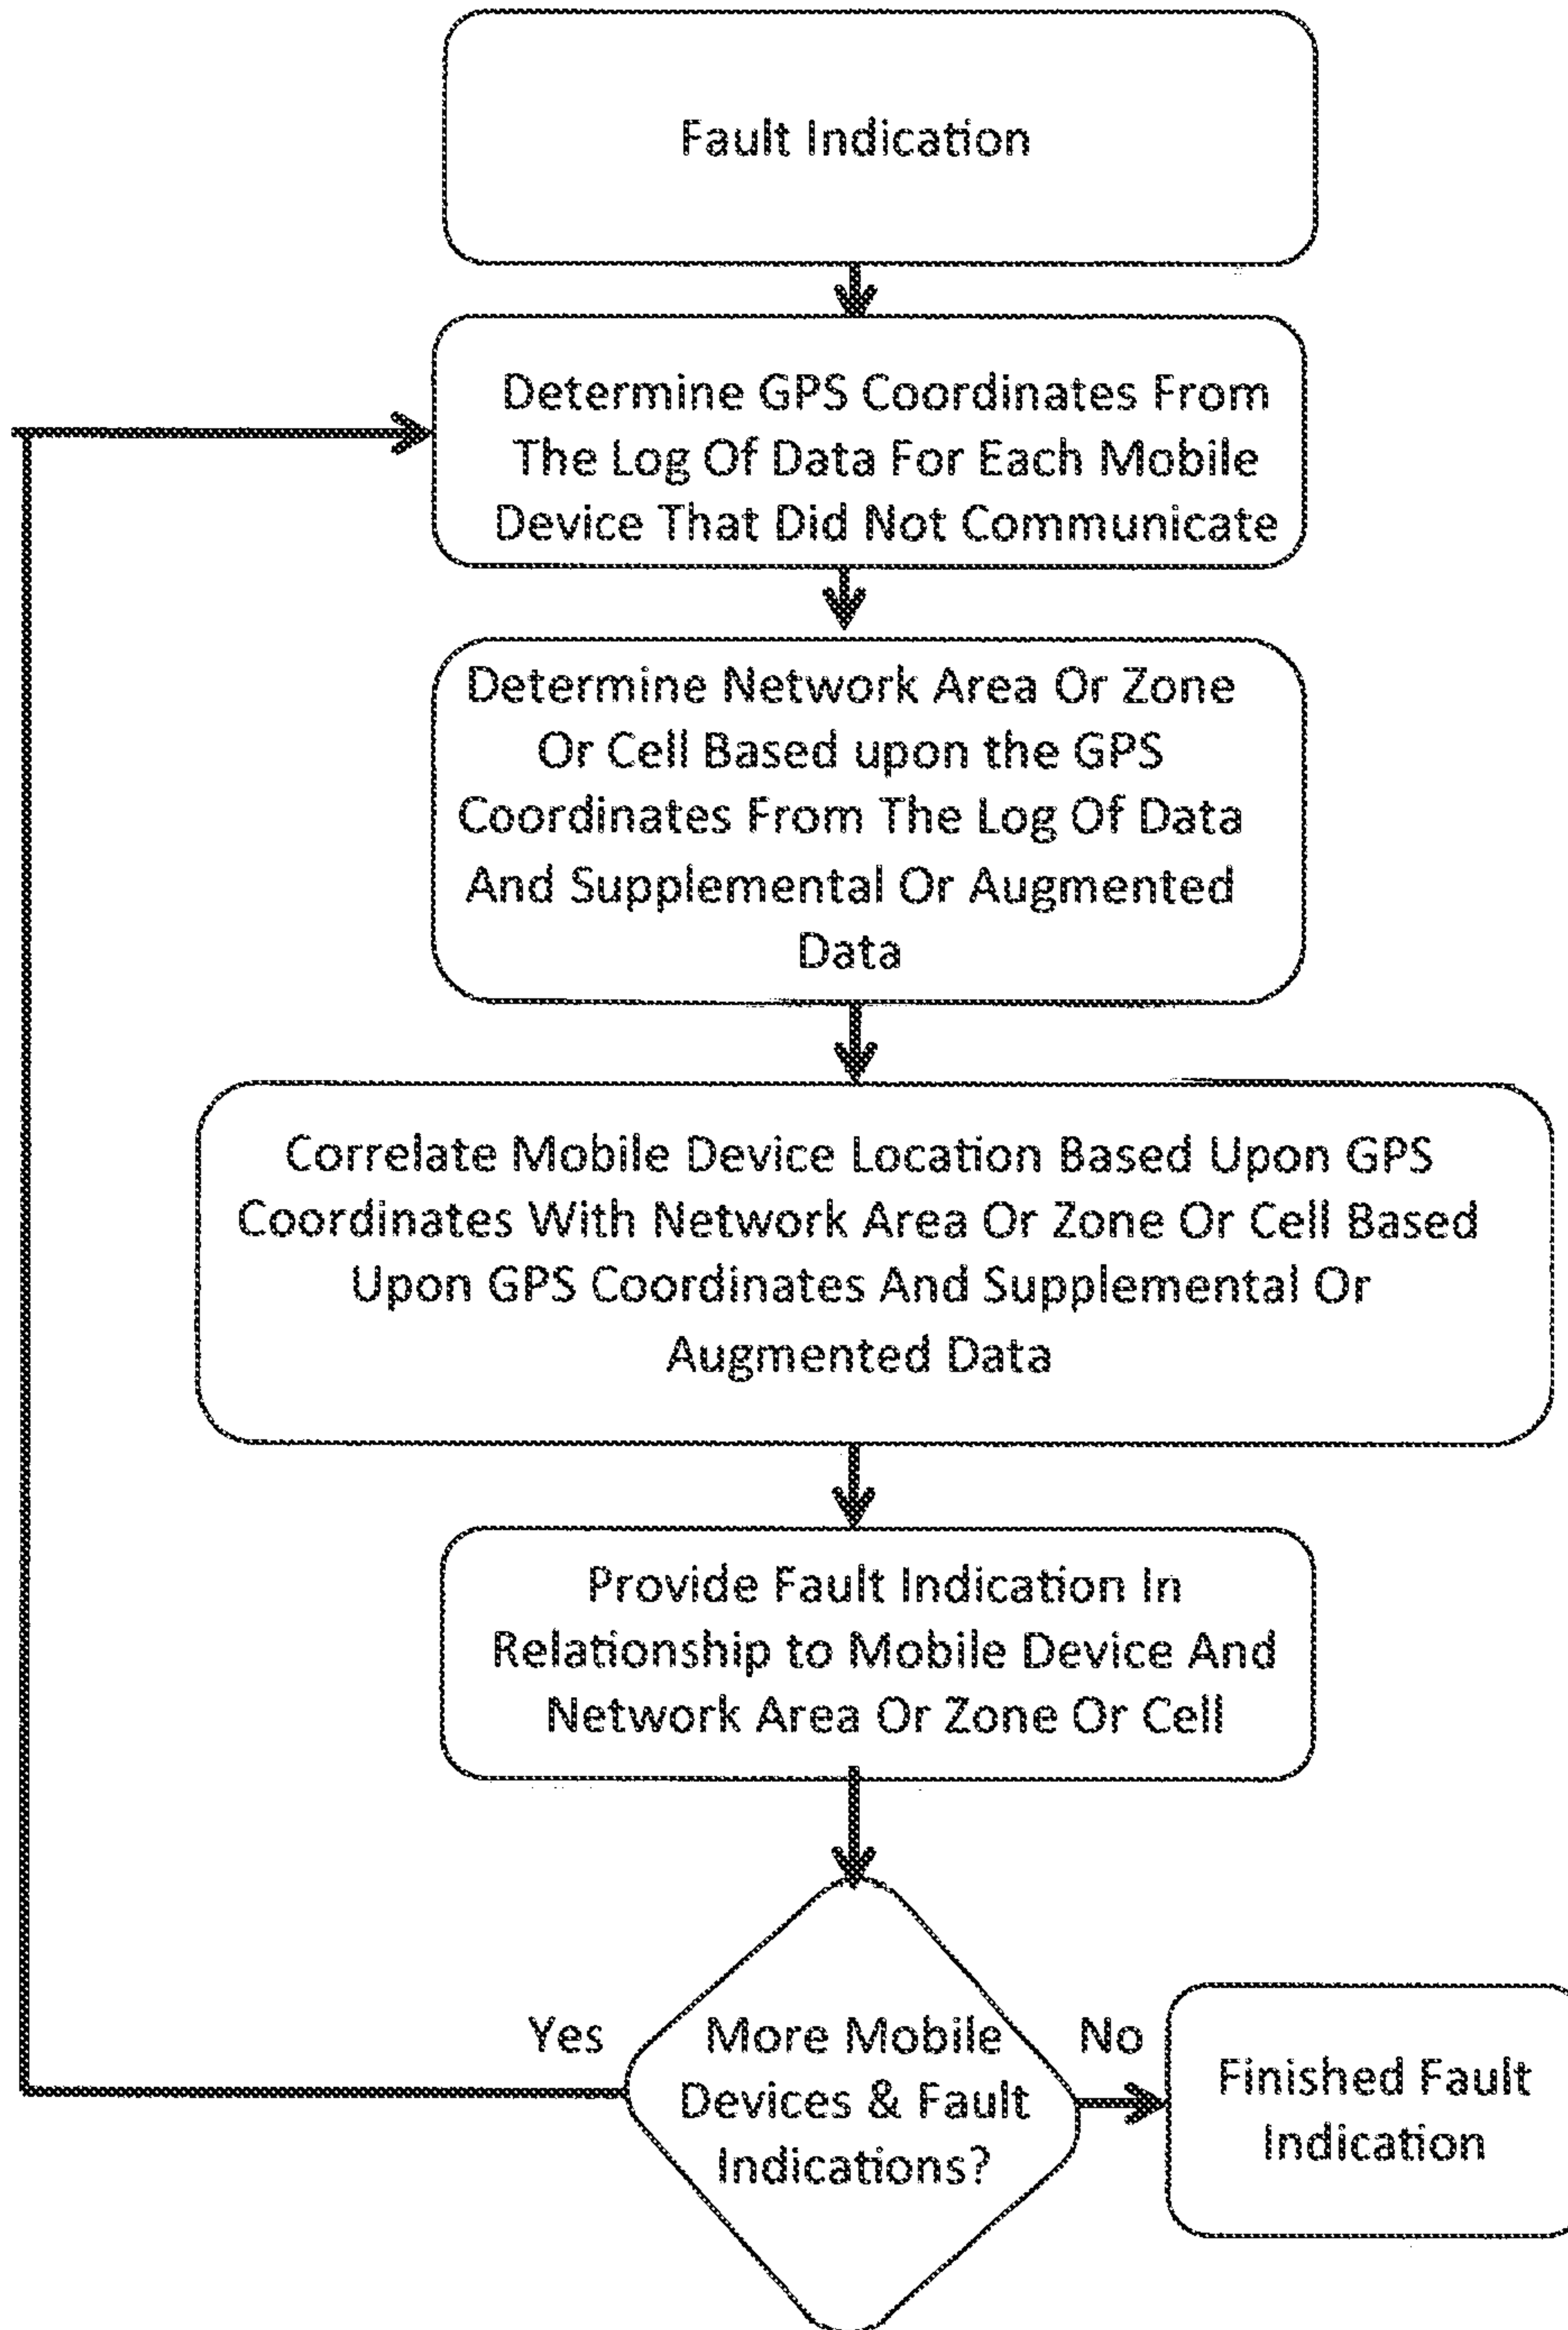 Fault Indication
Determine GPS Coordinates From
The Log Of Data For Each Mobile
Device That Did Not Communicate
Determine Network Area Or Zone
Or Cell Based upon the GPS
Coordinates From The Log Of Data
And Supplemental Or Augmented
Data
Correlate Mobile Device Location Based Upon GPS
Coordinates With Network Area Or Zone Or Cell Based
Upon GPS Coordinates And Supplemental Or
Augmented Data
Provide Fault Indication In
Relationship to Mobile Device And
Network Area Or Zone Or Cell
Yes
More Mobile
Devices & Fault
Indications?
No
Finished Fault
Indication